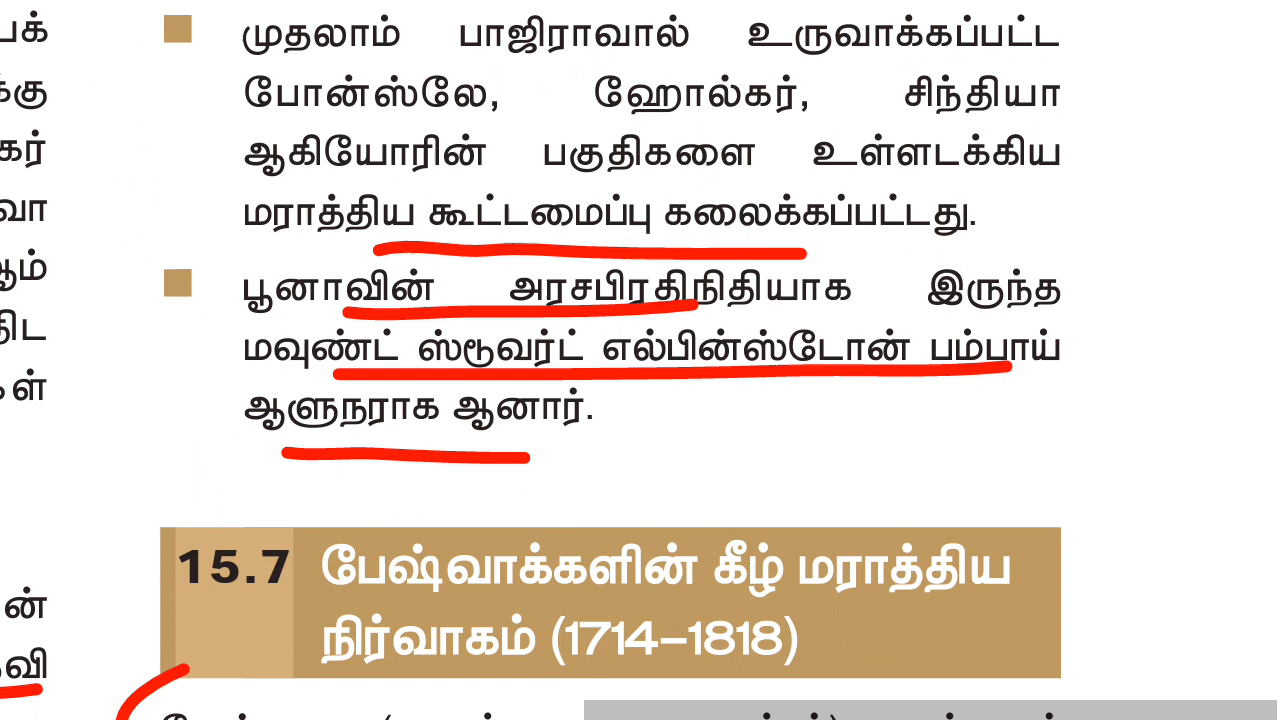 முதலாம் பாஜிராவால் உருவாக்கப்பட்ட
போன்ஸ்லே, ஹோல்கர், சிந்தியா
ஆகியோரின் பகுதிகளை உள்ளடக்கிய
மராத்திய கூட்டமைப்பு கலைக்கப்பட்டது.
பூனாவின் அரசபிரதிநிதியாக இருந்த
மவுண்ட் ஸ்டூவர்ட் எல்பின்ஸ்டோன் பம்பாய்
ஆளுநராக ஆனார்.
15.7 பேஷ்வாக்களின் கீழ் மராத்திய
நிர்வாகம் (1714–1818)